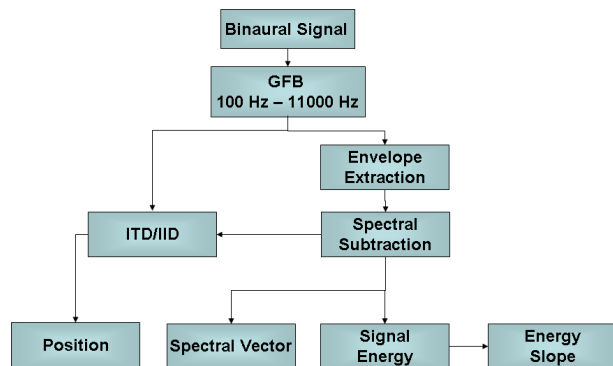 Binaural Signal
GFB
100 Hz – 11000 Hz
Envelope
Extraction
ITD/IID
Spectral
Subtraction
Position
Spectral Vector
Signal
Energy
Energy
Slope